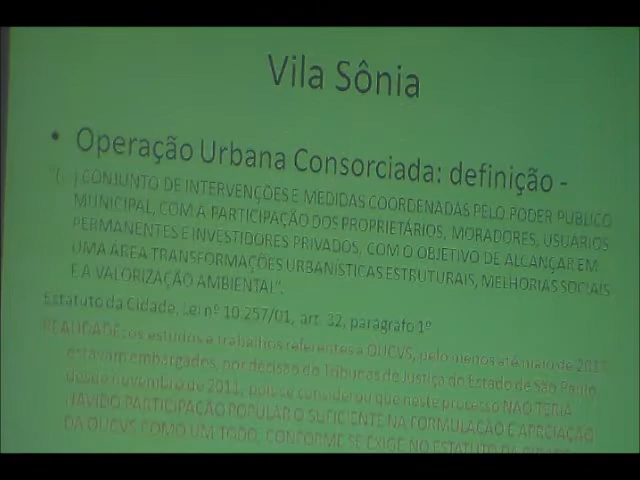 Vila Sônia
• Operação Urbana Consorciada: definição -
"(...) CONJUNTO DE INTERVENÇÕES E MEDIDAS COORDENADAS PELO PODER PÚBLICO
MUNICIPAL, COM A PARTICIPAÇÃO DOS PROPRIETÁRIOS, MORADORES, USUÁRIOS
PERMANENTES E INVESTIDORES PRIVADOS, COM O OBJETIVO DE ALCANÇAR EM
UMA ÁREA TRANSFORMAÇÕES URBANÍSTICAS ESTRUTURAIS, MELHORIAS SOCIAIS
E A VALORIZAÇÃO AMBIENTAL".
Estatuto da Cidade, Lei nº 10.257/01, art. 32, parágrafo 1º
REALIDADE: os estudos e trabalhos referentes à OUCVS, pelo menos até maio de
estavam embargados, por decisão do Tribunas de Justiça do Estado de São Paulo,
desde novembro de 2011, pois se considerou que neste processo NÃO TERIA
HAVIDO PARTICIPAÇÃO POPULAR O SUFICIENTE NA FORMULAÇÃO E APRCIAÇÃO
DA OUCVS COMO UM TODO, CONFORME SE EXIGE NO ESTATUTO DA CIDADE